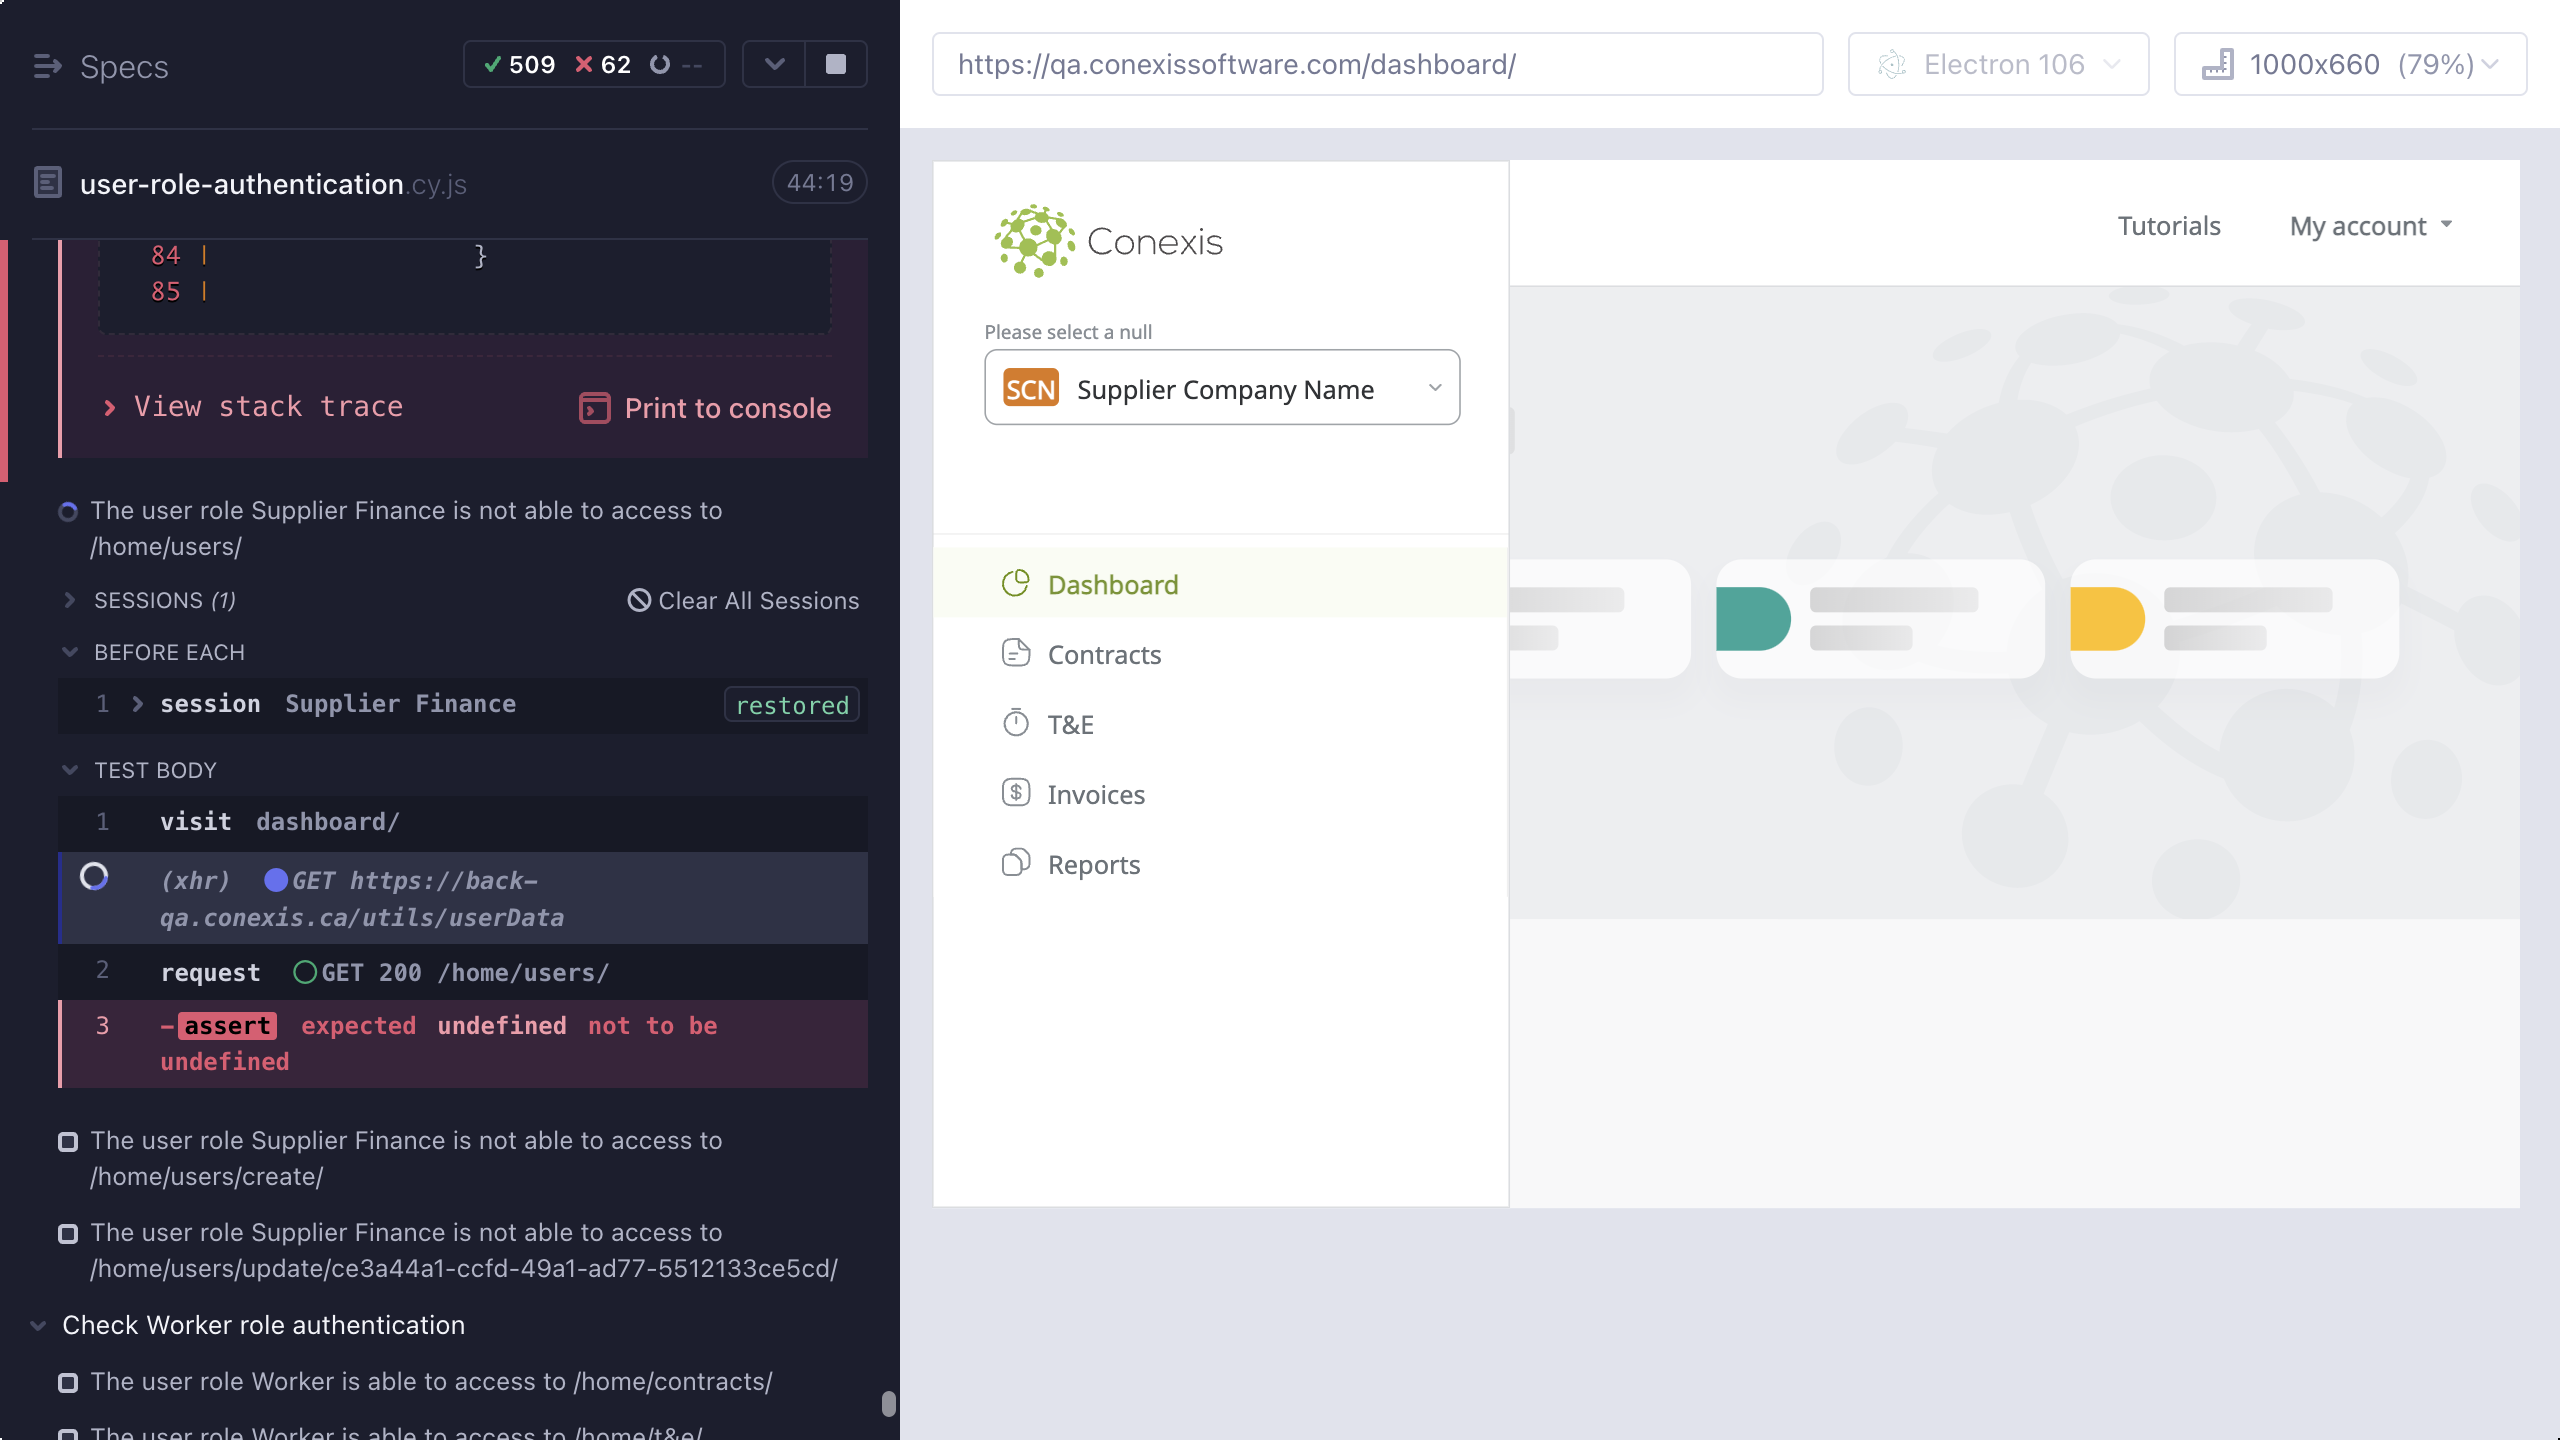 Specs
509 62 --
user-role-authentication.cy.js
44:19
84 | }
85 |
View stack trace
Print to console
The user role Supplier Finance is not able to access to
/home/users/
SESSIONS (1)
Clear All Sessions
BEFORE EACH
1 session Supplier Finance restored
TEST BODY
1 visit dashboard/
(xhr) GET https://back-
qa.conexis.ca/utils/userData
2 request GET 200 /home/users/
3 -assert expected undefined not to be
undefined
The user role Supplier Finance is not able to access to
/home/users/create/
The user role Supplier Finance is not able to access to
/home/users/update/ce3a44a1-ccfd-49a1-ad77-5512133ce5cd/
Check Worker role authentication
The user role Worker is able to access to /home/contracts/
The user role Worker is able to access to /home/t&e/
https://qa.conexissoftware.com/dashboard/
Electron 106
1000x660 (79%)
Conexis
Tutorials
My account
Please select a null
SCN Supplier Company Name
Dashboard
Contracts
T&E
Invoices
Reports